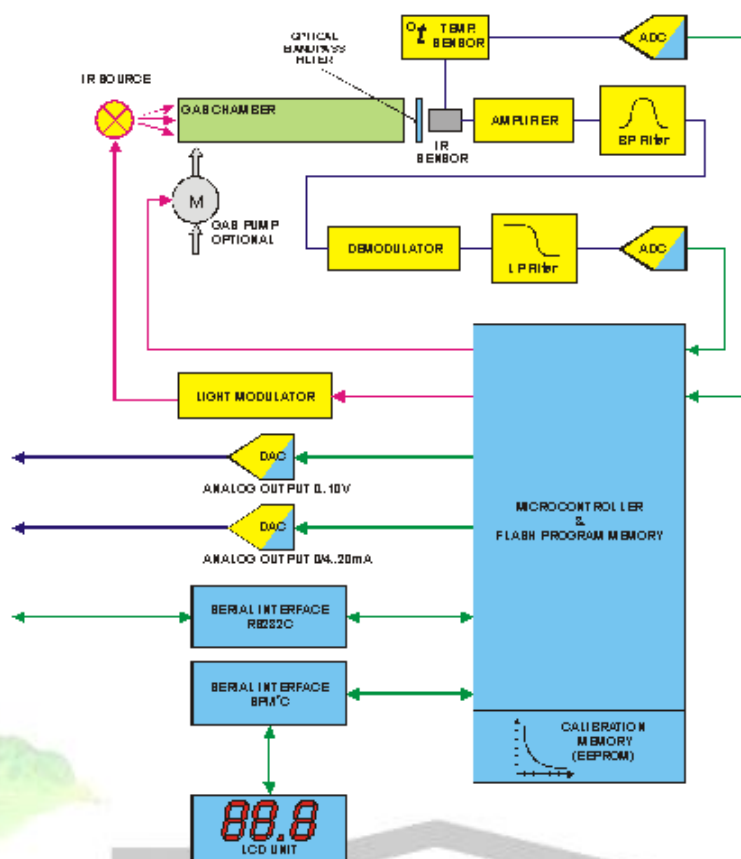 OPTICAL
BANDPASS
FILTER
°t TEMP.
SENSOR
ADC
IR SOURCE
GAS CHAMBER
IR
SENSOR
AMPLIFIER
BP Filter
M
GAS PUMP
OPTIONAL
DEMODULATOR
LP Filter
ADC
LIGHT MODULATOR
DAC
ANALOG OUTPUT 0..10V
DAC
ANALOG OUTPUT 0/4..20mA
MICROCONTROLLER
&
FLASH PROGRAM MEMORY
SERIAL INTERFACE
RS232C
SERIAL INTERFACE
SPI/I²C
CALIBRATION
MEMORY
(EEPROM)
88.8
LCD UNIT